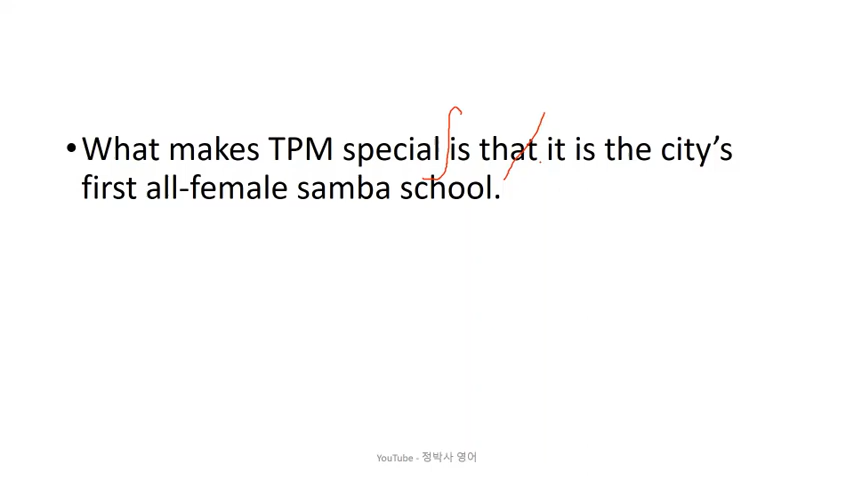 •What makes TPM special is that it is the city’s
first all-female samba school.
YouTube - 정박사 영어